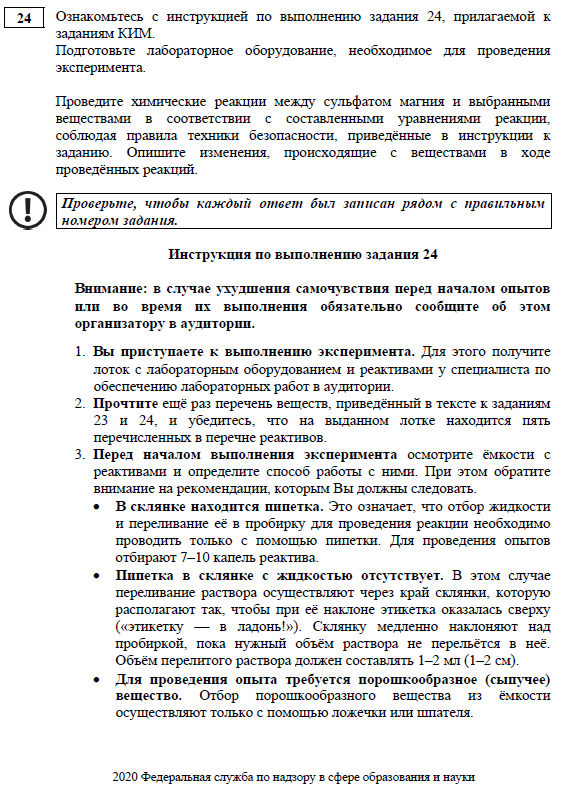 24
Ознакомьтесь с инструкцией по выполнению задания 24, прилагаемой к
заданиям КИМ.
Подготовьте лабораторное оборудование, необходимое для проведения
эксперимента.
Проведите химические реакции между сульфатом магния и выбранными
веществами в соответствии с составленными уравнениями реакции,
соблюдая правила техники безопасности, приведённые в инструкции к
заданию. Опишите изменения, происходящие с веществами в ходе
проведённых реакций.
Проверьте, чтобы каждый ответ был записан рядом с правильным
номером задания.
Инструкция по выполнению задания 24
Внимание: в случае ухудшения самочувствия перед началом опытов
или во время их выполнения обязательно сообщите об этом
организатору в аудитории.
1. Вы приступаете к выполнению эксперимента. Для этого получите
лоток с лабораторным оборудованием и реактивами у специалиста по
обеспечению лабораторных работ в аудитории.
2. Прочтите ещё раз перечень веществ, приведённый в тексте к заданиям
23 и 24, и убедитесь, что на выданном лотке находится пять
перечисленных в перечне реактивов.
3. Перед началом выполнения эксперимента осмотрите ёмкости с
реактивами и определите способ работы с ними. При этом обратите
внимание на рекомендации, которым Вы должны следовать.
• В склянке находится пипетка. Это означает, что отбор жидкости
и переливание её в пробирку для проведения реакции необходимо
проводить только с помощью пипетки. Для проведения опытов
отбирают 7–10 капель реактива.
• Пипетка в склянке с жидкостью отсутствует. В этом случае
переливание раствора осуществляют через край склянки, которую
располагают так, чтобы при её наклоне этикетка оказалась сверху
(«этикетку — в ладонь!»). Склянку медленно наклоняют над
пробиркой, пока нужный объём раствора не перельётся в неё.
Объём перелитого раствора должен составлять 1–2 мл (1–2 см).
• Для проведения опыта требуется порошкообразное (сыпучее)
вещество. Отбор порошкообразного вещества из ёмкости
осуществляют только с помощью ложечки или шпателя.
2020 Федеральная служба по надзору в сфере образования и науки